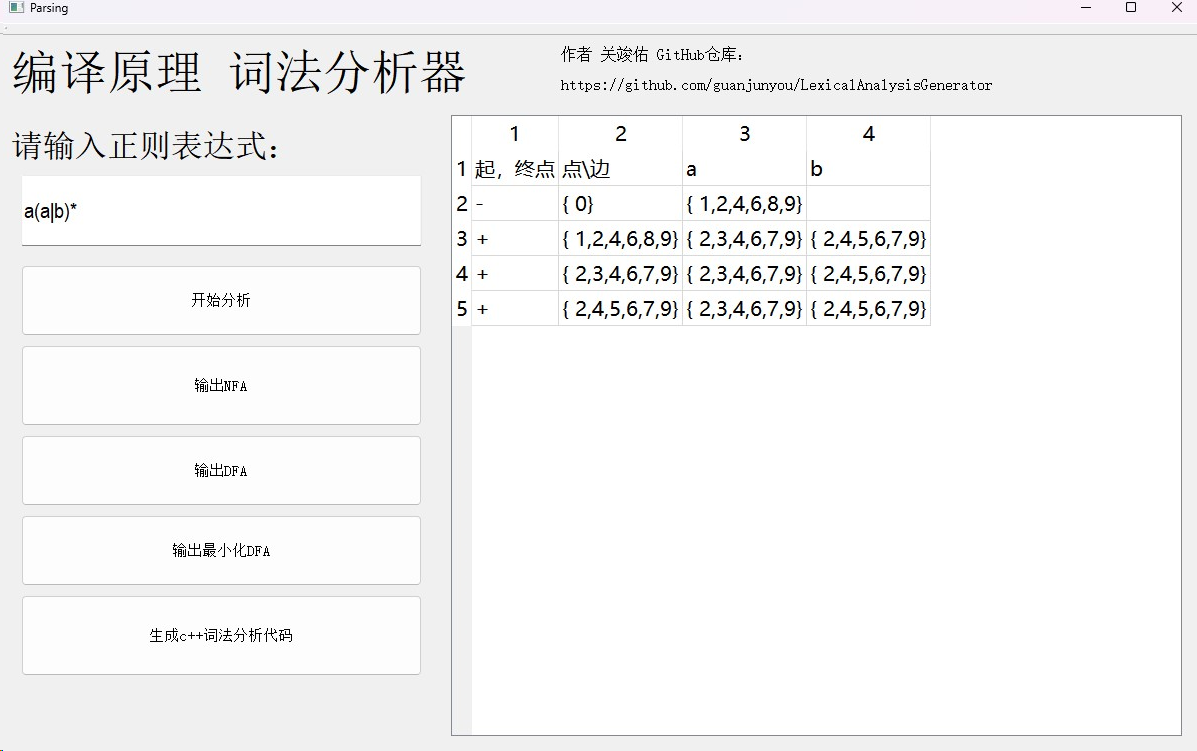 Parsing
编译原理 词法分析器
作者 关竣佑 GitHub仓库：
https://github.com/guanjunyou/LexicalAnalysisGenerator
请输入正则表达式：
a(a|b)*
开始分析
输出NFA
输出DFA
输出最小化DFA
生成c++词法分析代码
1 2 3 4
1 起，终点 点\边 a b
2 - { 0} { 1,2,4,6,8,9}
3 + { 1,2,4,6,8,9} { 2,3,4,6,7,9} { 2,4,5,6,7,9}
4 + { 2,3,4,6,7,9} { 2,3,4,6,7,9} { 2,4,5,6,7,9}
5 + { 2,4,5,6,7,9} { 2,3,4,6,7,9} { 2,4,5,6,7,9}